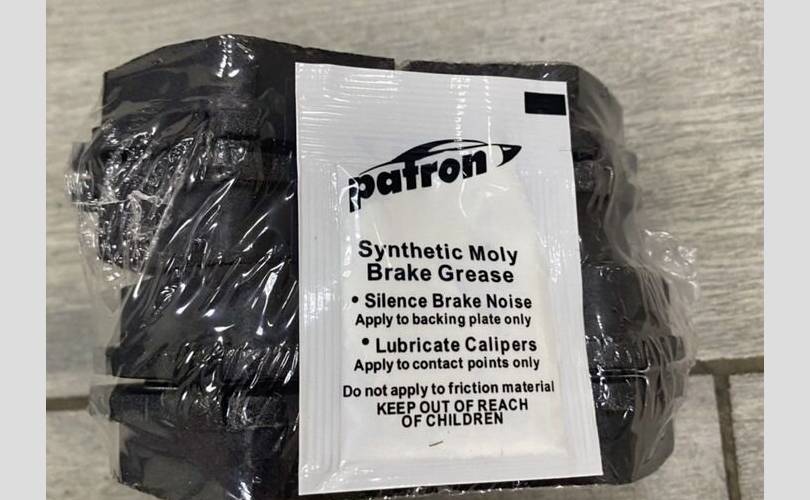 patron
Synthetic Moly
Brake Grease
• Silence Brake Noise
Apply to backing plate only
• Lubricate Calipers
Apply to contact points only
Do not apply to friction material
KEEP OUT OF REACH
OF CHILDREN